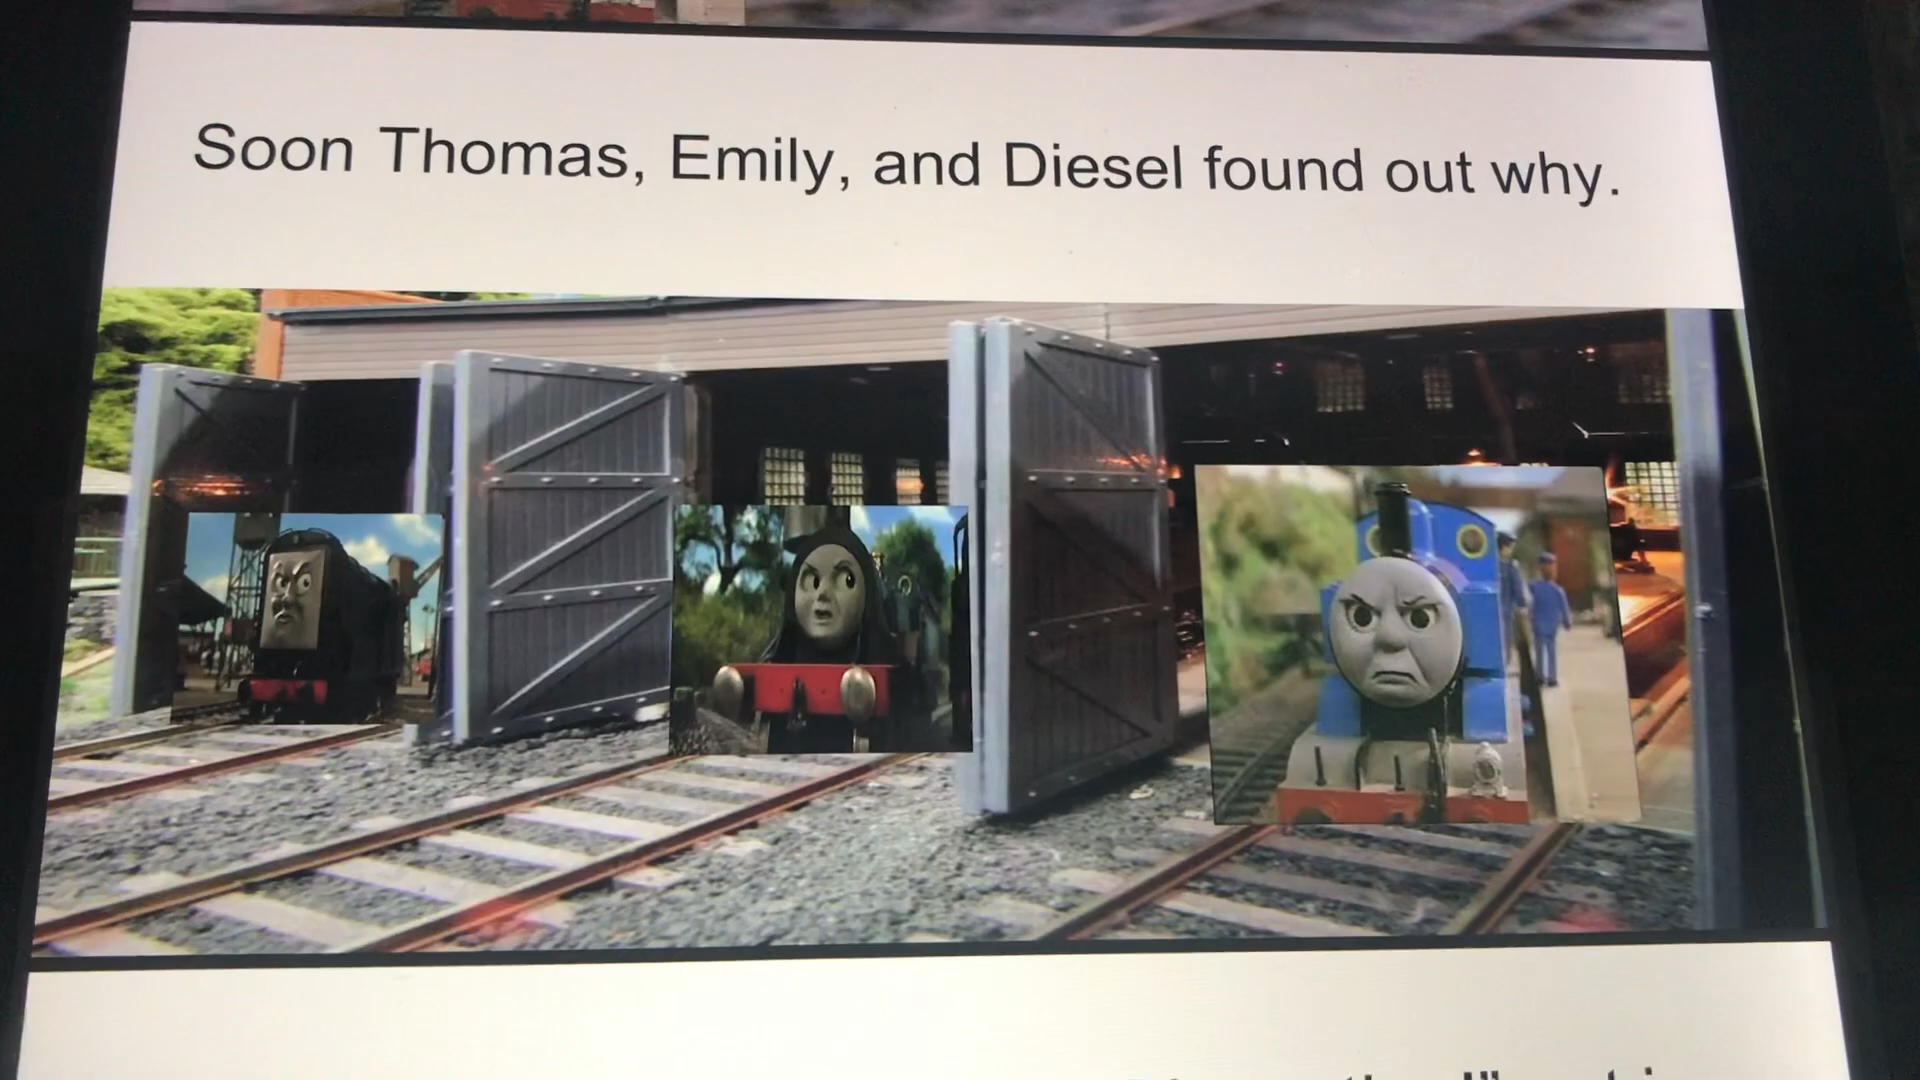 Soon Thomas, Emily, and Diesel found out why.